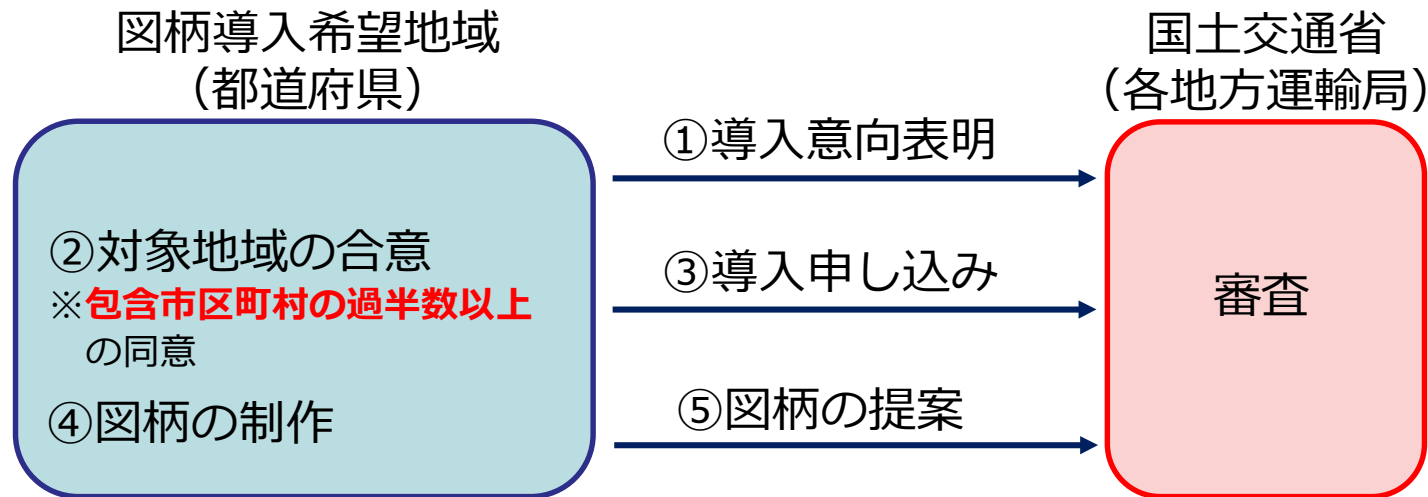 図柄導入希望地域
（都道府県）
②対象地域の合意
※包含市区町村の過半数以上
の同意
④図柄の制作
①導入意向表明
③導入申し込み
⑤図柄の提案
国土交通省
（各地方運輸局）
審査